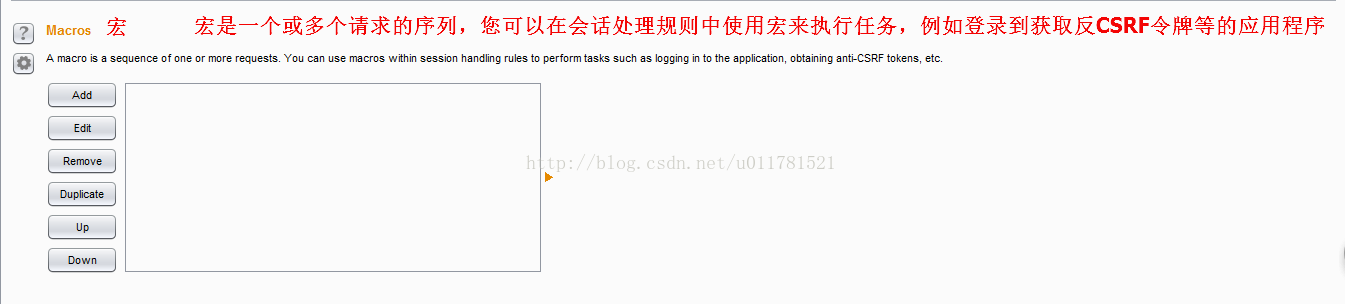 Macros 宏 宏是一个或多个请求的序列，您可以在会话处理规则中使用宏来执行任务，例如登录到获取反CSRF令牌等的应用程序
A macro is a sequence of one or more requests. You can use macros within session handling rules to perform tasks such as logging in to the application, obtaining anti-CSRF tokens, etc.
Add
Edit
Remove
http://blog.csdn.net/u011781521
Duplicate
Up
Down